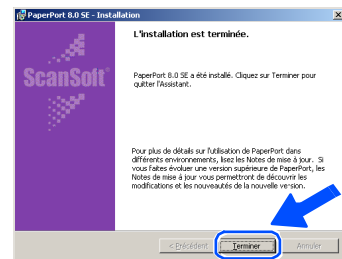 PaperPort 8.0 SE - Installation
L'installation est terminée.
ScanSoft
PaperPort 8.0 SE a été installé. Cliquez sur Terminer pour
quitter l'Assistant.
Pour plus de détails sur l'utilisation de PaperPort dans
différents environnements, lisez les Notes de mise à jour. Si
vous faites évoluer une version supérieure de PaperPort, les
Notes de mise à jour vous permettront de découvrir les
modifications et les nouveautés de la nouvelle version.
< Précédent
Terminer
Annuler